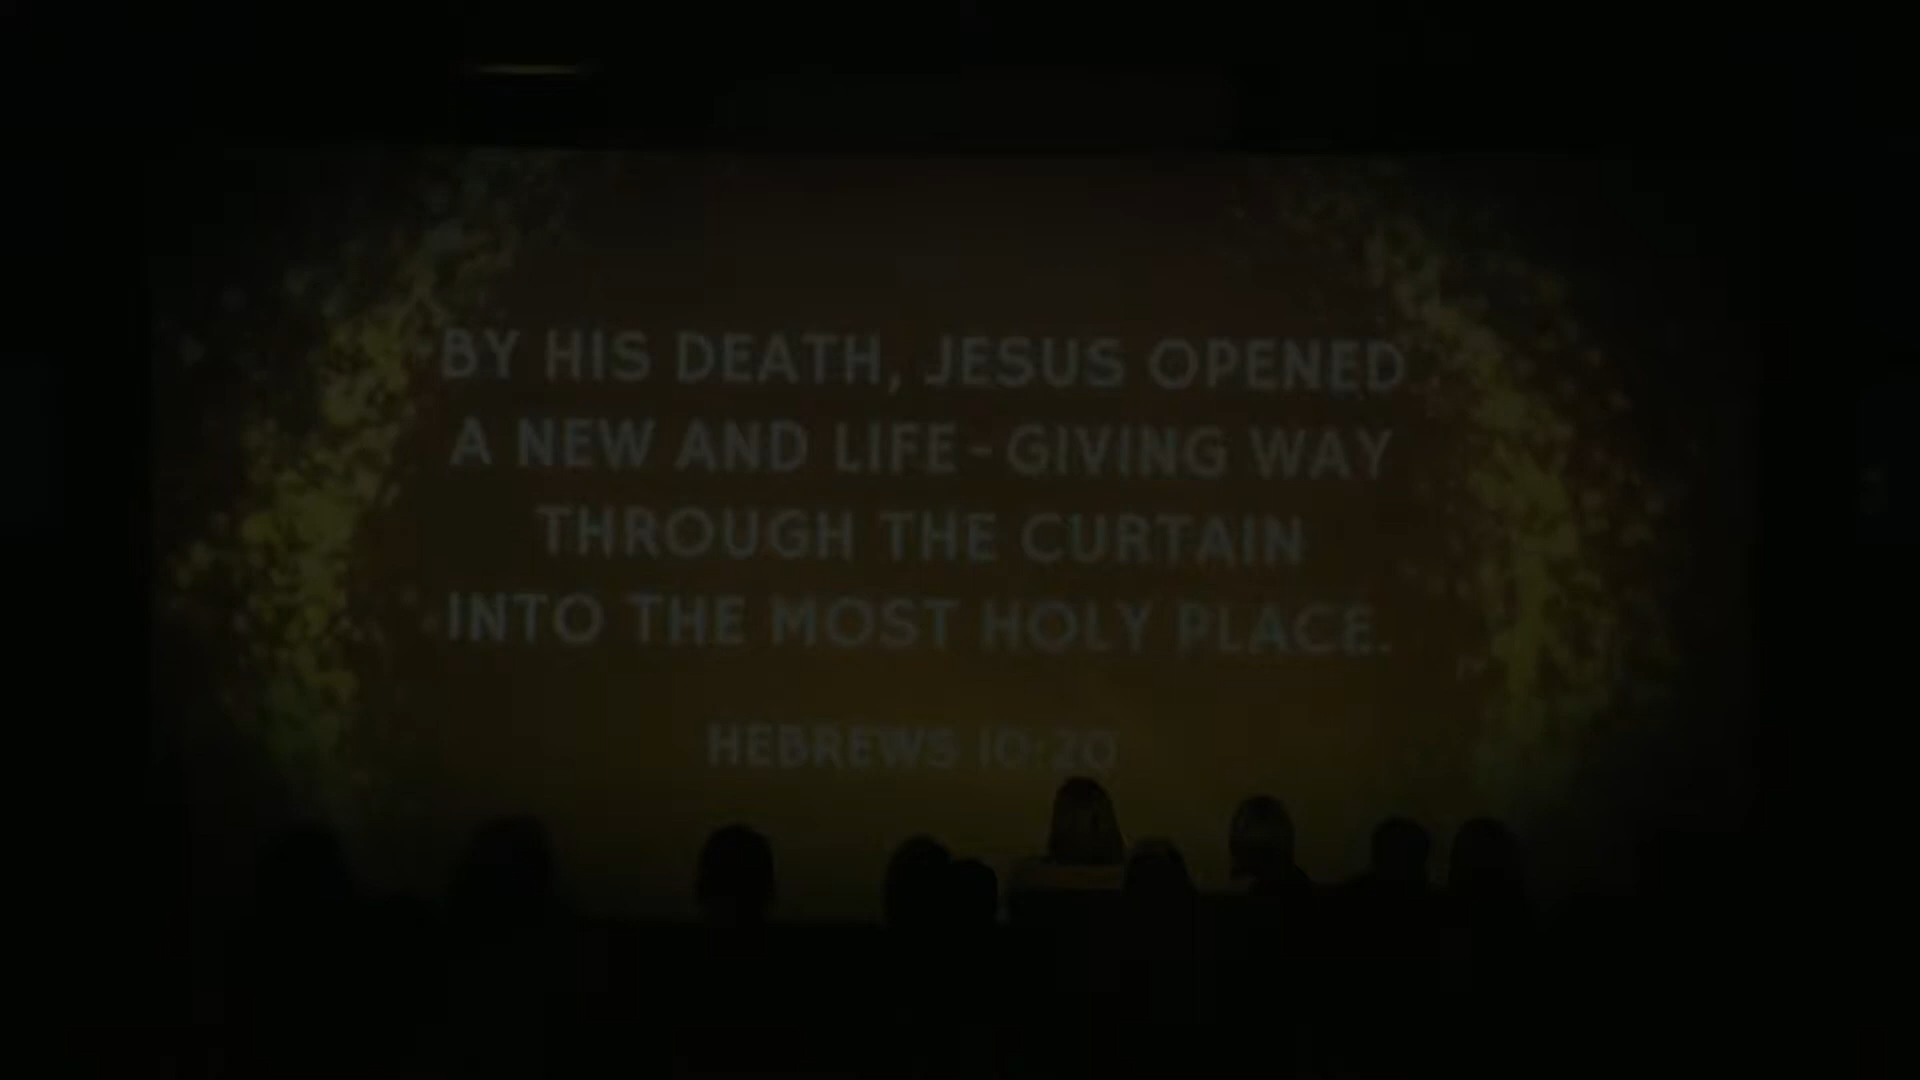 BY HIS DEATH, JESUS OPENED
A NEW AND LIFE-GIVING WAY
THROUGH THE CURTAIN
INTO THE MOST HOLY PLACE.
HEBREWS 10:20